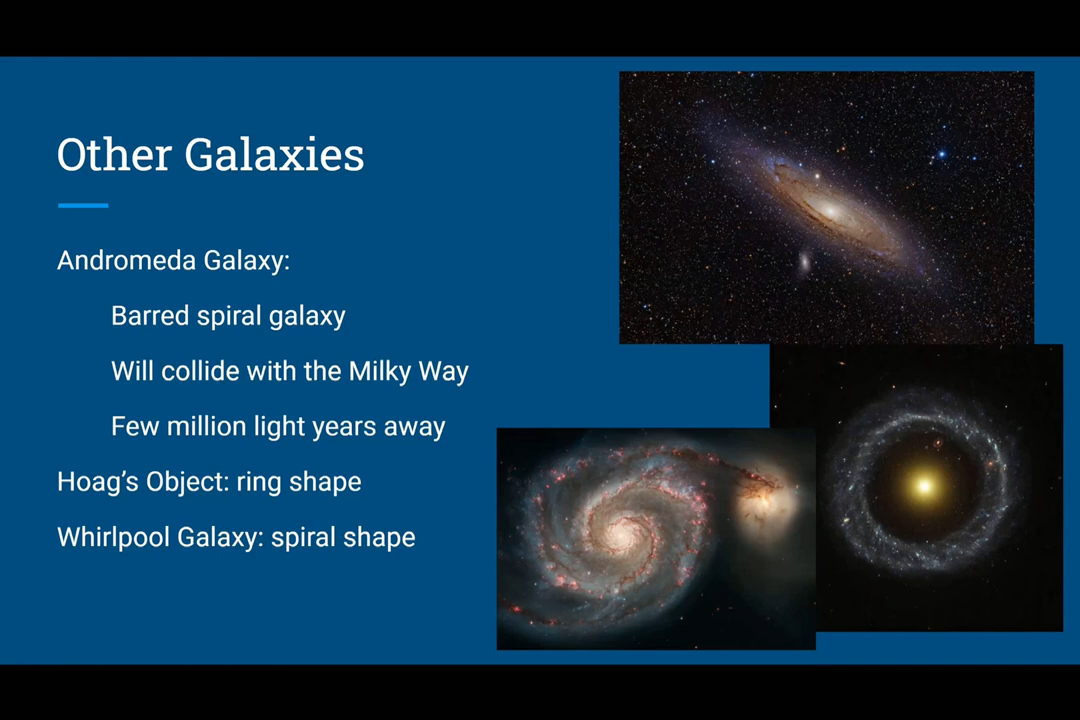 Other Galaxies
Andromeda Galaxy:
Barred spiral galaxy
Will collide with the Milky Way
Few million light years away
Hoag’s Object: ring shape
Whirlpool Galaxy: spiral shape